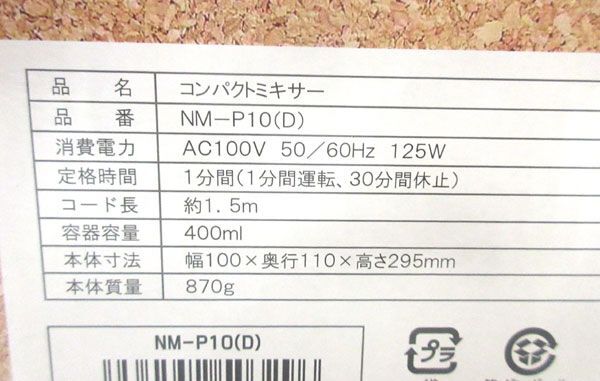 品 名 コンパクトミキサー
品 番 NM－P10(D)
消費電力 AC100V 50／60Hz 125W
定格時間 1分間(1分間運転、30分間休止)
コード長 約1.5m
容器容量 400ml
本体寸法 幅100×奥行110×高さ295mm
本体質量 870g
NM-P10(D)
プラ